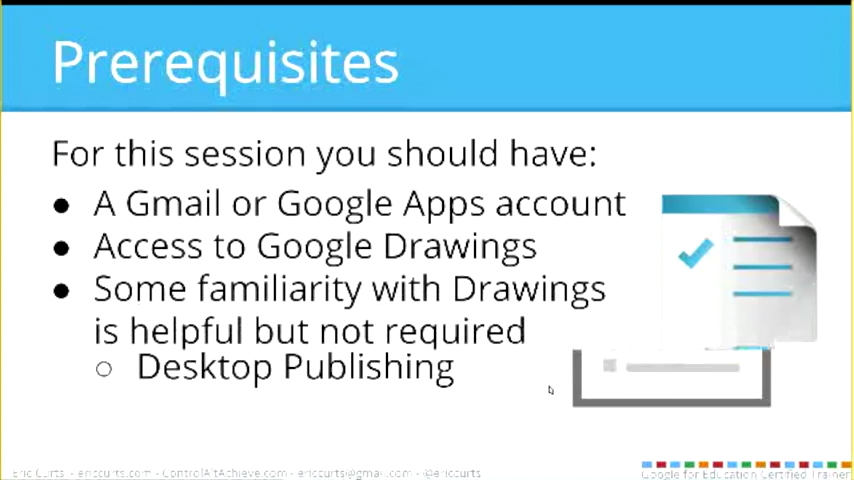 Prerequisites
For this session you should have:
● A Gmail or Google Apps account
● Access to Google Drawings
● Some familiarity with Drawings
is helpful but not required
○ Desktop Publishing
Eric Curts - ericcurts.com - ControlAltAchieve.com - ericcurts@gmail.com - @ericcurts
Google for Education Certified Trainer